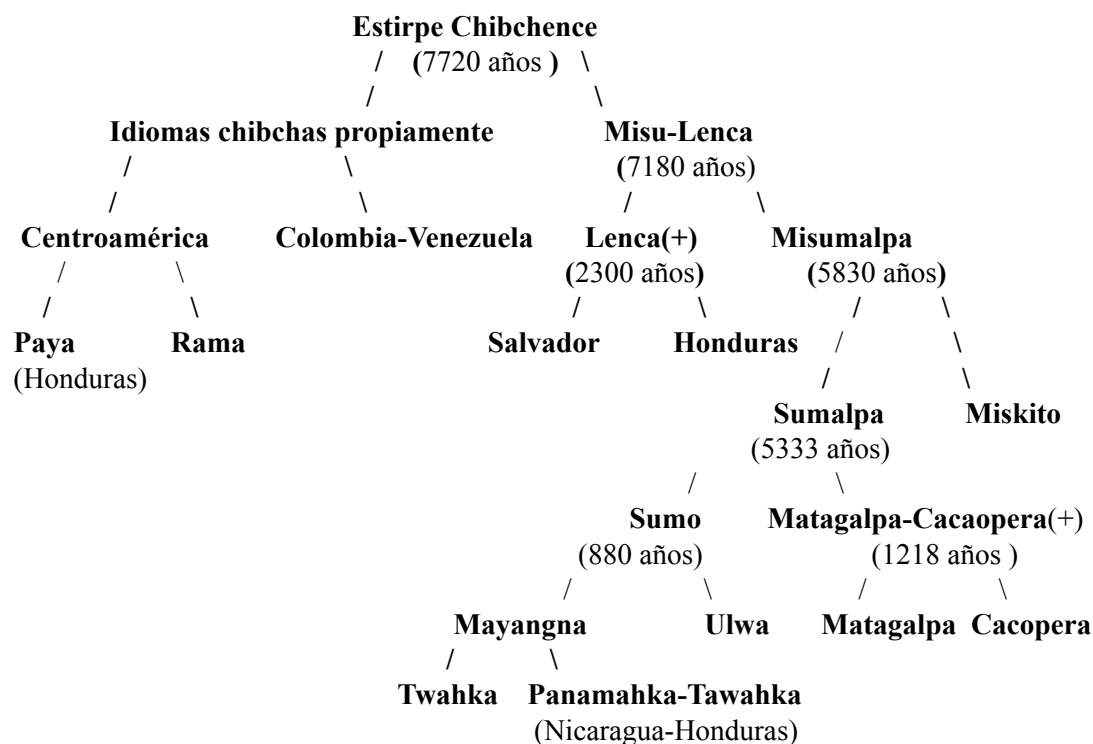 Estirpe Chibchence
/ (7720 años ) \
/ \
Idiomas chibchas propiamente Misu-Lenca
/ \ (7180 años)
/ \ / \
Centroamérica Colombia-Venezuela Lenca(+) Misumalpa
/ \ (2300 años) (5830 años)
/ \ / \ / \
Paya Rama Salvador Honduras / \
(Honduras) / \
Sumalpa Miskito
(5333 años)
/ \
Sumo Matagalpa-Cacaopera(+)
(880 años) (1218 años )
/ \ / \
Mayangna Ulwa Matagalpa Cacopera
/ \
Twahka Panamahka-Tawahka
(Nicaragua-Honduras)